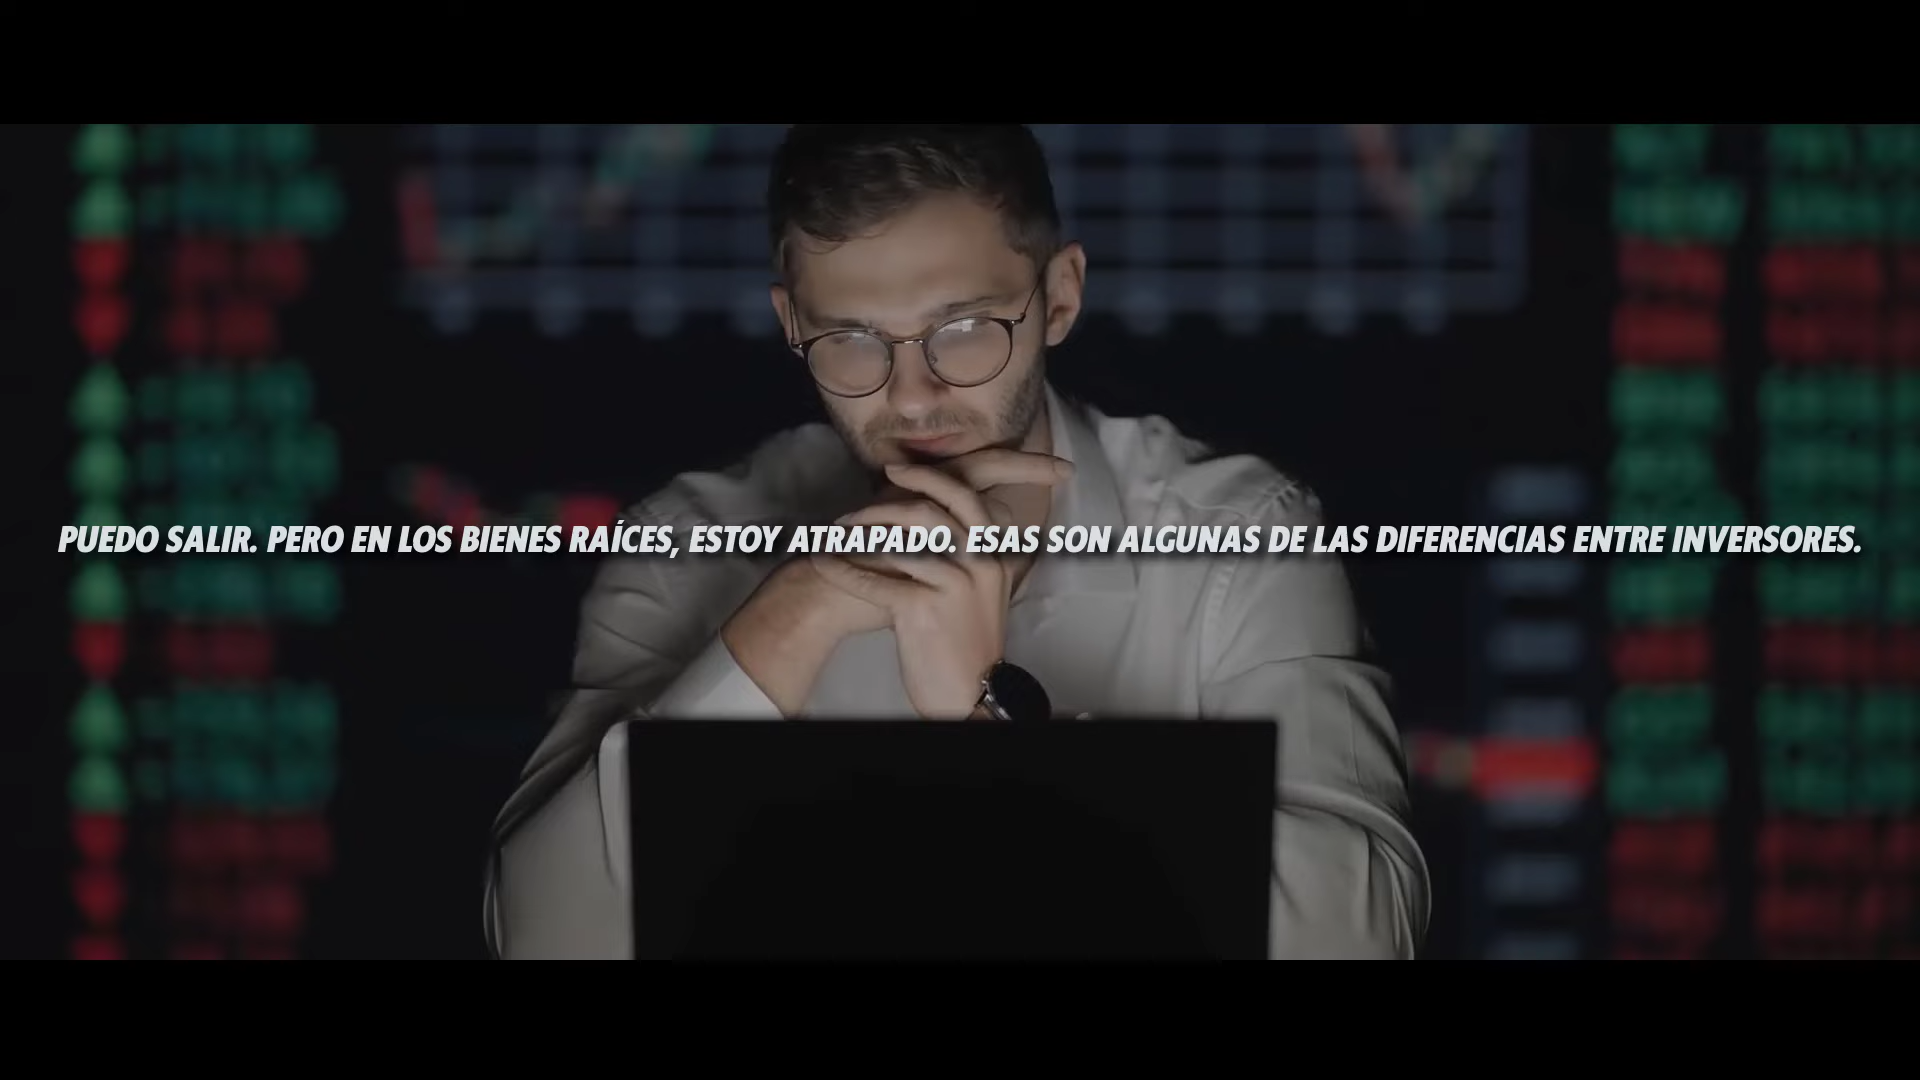 PUEDO SALIR. PERO EN LOS BIENES RAÍCES, ESTOY ATRAPADO. ESAS SON ALGUNAS DE LAS DIFERENCIAS ENTRE INVERSORES.